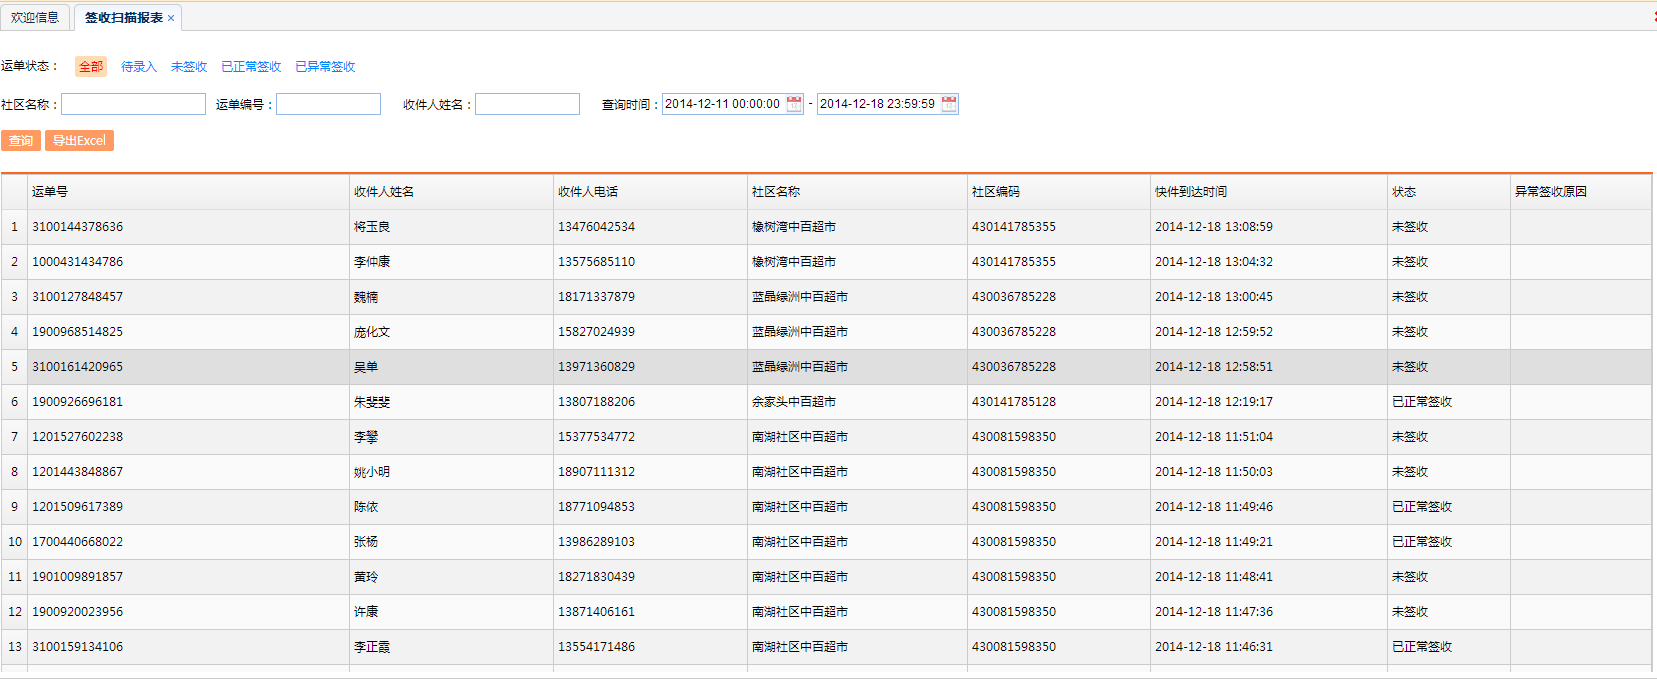 欢迎信息 签收扫描报表 ×
运单状态： 全部 待录入 未签收 已正常签收 已异常签收
社区名称： 运单编号： 收件人姓名： 查询时间： 2014-12-11 00:00:00 - 2014-12-18 23:59:59
查询 导出Excel
运单号 收件人姓名 收件人电话 社区名称 社区编码 快件到达时间 状态 异常签收原因
1 3100144378636 将玉良 13476042534 橡树湾中百超市 430141785355 2014-12-18 13:08:59 未签收
2 1000431434786 李仲康 13575685110 橡树湾中百超市 430141785355 2014-12-18 13:04:32 未签收
3 3100127848457 魏楠 18171337879 蓝晶绿洲中百超市 430036785228 2014-12-18 13:00:45 未签收
4 1900968514825 庞化文 15827024939 蓝晶绿洲中百超市 430036785228 2014-12-18 12:59:52 未签收
5 3100161420965 吴单 13971360829 蓝晶绿洲中百超市 430036785228 2014-12-18 12:58:51 未签收
6 1900926696181 朱斐斐 13807188206 余家头中百超市 430141785128 2014-12-18 12:19:17 已正常签收
7 1201527602238 李攀 15377534772 南湖社区中百超市 430081598350 2014-12-18 11:51:04 未签收
8 1201443848867 姚小明 18907111312 南湖社区中百超市 430081598350 2014-12-18 11:50:03 未签收
9 1201509617389 陈依 18771094853 南湖社区中百超市 430081598350 2014-12-18 11:49:46 已正常签收
10 1700440668022 张杨 13986289103 南湖社区中百超市 430081598350 2014-12-18 11:49:21 已正常签收
11 1901009891857 黄玲 18271830439 南湖社区中百超市 430081598350 2014-12-18 11:48:41 未签收
12 1900920023956 许康 13871406161 南湖社区中百超市 430081598350 2014-12-18 11:47:36 未签收
13 3100159134106 李正霞 13554171486 南湖社区中百超市 430081598350 2014-12-18 11:46:31 已正常签收